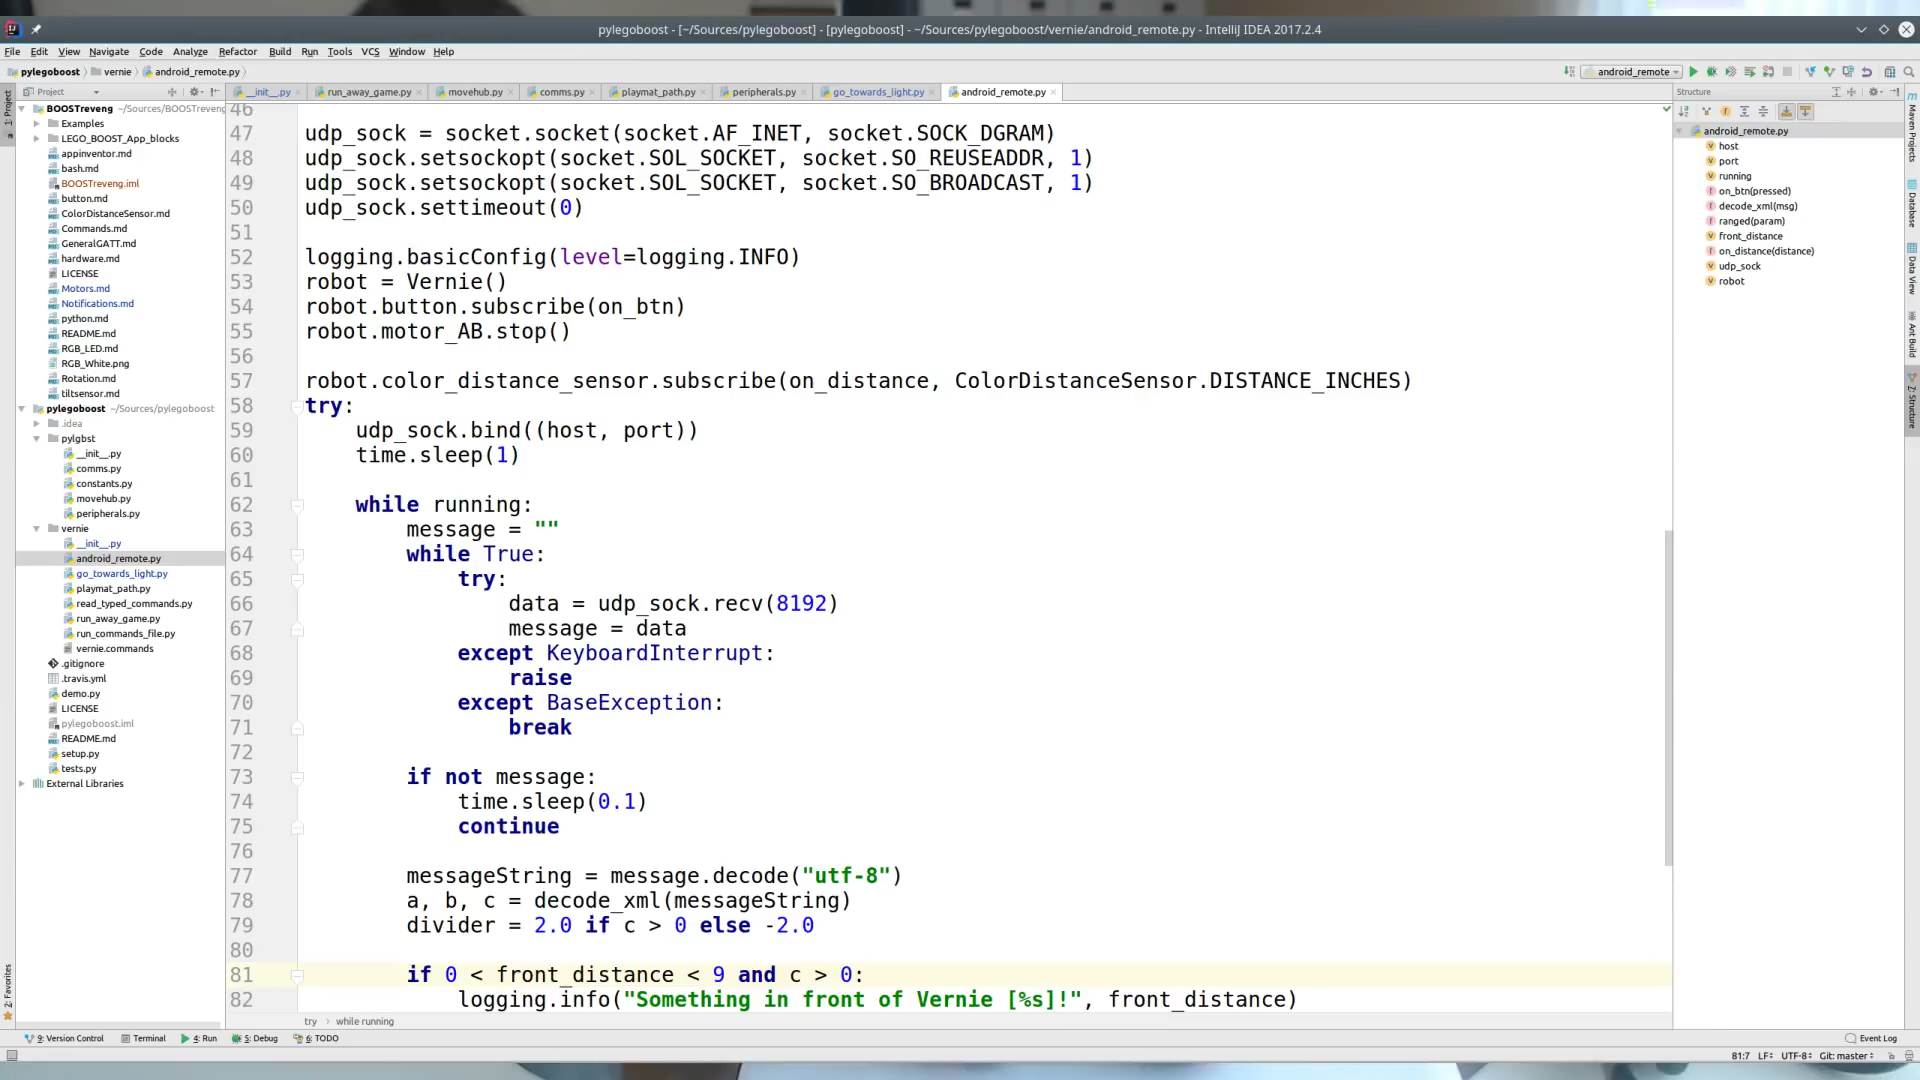 pylegoboost - [~/Sources/pylegoboost] - [pylegoboost] - ~/Sources/pylegoboost/vernie/android_remote.py - IntelliJ IDEA 2017.2.4
File Edit View Navigate Code Analyze Refactor Build Run Tools VCS Window Help
pylegoboost vernie android_remote.py
android_remote
Project
__init__.py run_away_game.py movehub.py comms.py playmat_path.py peripherals.py go_towards_light.py android_remote.py
Structure
1: Project
BOOSTreveng ~/Sources/BOOSTreveng
Examples
LEGO_BOOST_App_blocks
appinventor.md
bash.md
BOOSTreveng.iml
button.md
ColorDistanceSensor.md
Commands.md
GeneralGATT.md
hardware.md
LICENSE
Motors.md
Notifications.md
python.md
README.md
RGB_LED.md
RGB_White.png
Rotation.md
tiltsensor.md
pylegoboost ~/Sources/pylegoboost
.idea
pylgbst
__init__.py
comms.py
constants.py
movehub.py
peripherals.py
vernie
__init__.py
android_remote.py
go_towards_light.py
playmat_path.py
read_typed_commands.py
run_away_game.py
run_commands_file.py
vernie.commands
.gitignore
.travis.yml
demo.py
LICENSE
pylegoboost.iml
README.md
setup.py
tests.py
External Libraries
2: Favorites
46
47 udp_sock = socket.socket(socket.AF_INET, socket.SOCK_DGRAM)
48 udp_sock.setsockopt(socket.SOL_SOCKET, socket.SO_REUSEADDR, 1)
49 udp_sock.setsockopt(socket.SOL_SOCKET, socket.SO_BROADCAST, 1)
50 udp_sock.settimeout(0)
51
52 logging.basicConfig(level=logging.INFO)
53 robot = Vernie()
54 robot.button.subscribe(on_btn)
55 robot.motor_AB.stop()
56
57 robot.color_distance_sensor.subscribe(on_distance, ColorDistanceSensor.DISTANCE_INCHES)
58 try:
59 udp_sock.bind((host, port))
60 time.sleep(1)
61
62 while running:
63 message = ""
64 while True:
65 try:
66 data = udp_sock.recv(8192)
67 message = data
68 except KeyboardInterrupt:
69 raise
70 except BaseException:
71 break
72
73 if not message:
74 time.sleep(0.1)
75 continue
76
77 messageString = message.decode("utf-8")
78 a, b, c = decode_xml(messageString)
79 divider = 2.0 if c > 0 else -2.0
80
81 if 0 < front_distance < 9 and c > 0:
82 logging.info("Something in front of Vernie [%s]!", front_distance)
try › while running
android_remote.py
host
port
running
on_btn(pressed)
decode_xml(msg)
ranged(param)
front_distance
on_distance(distance)
udp_sock
robot
Maven Projects
Database
Data View
Ant Build
Z: Structure
9: Version Control Terminal 4: Run 5: Debug 6: TODO Event Log
81:7 LF÷ UTF-8÷ Git: master÷